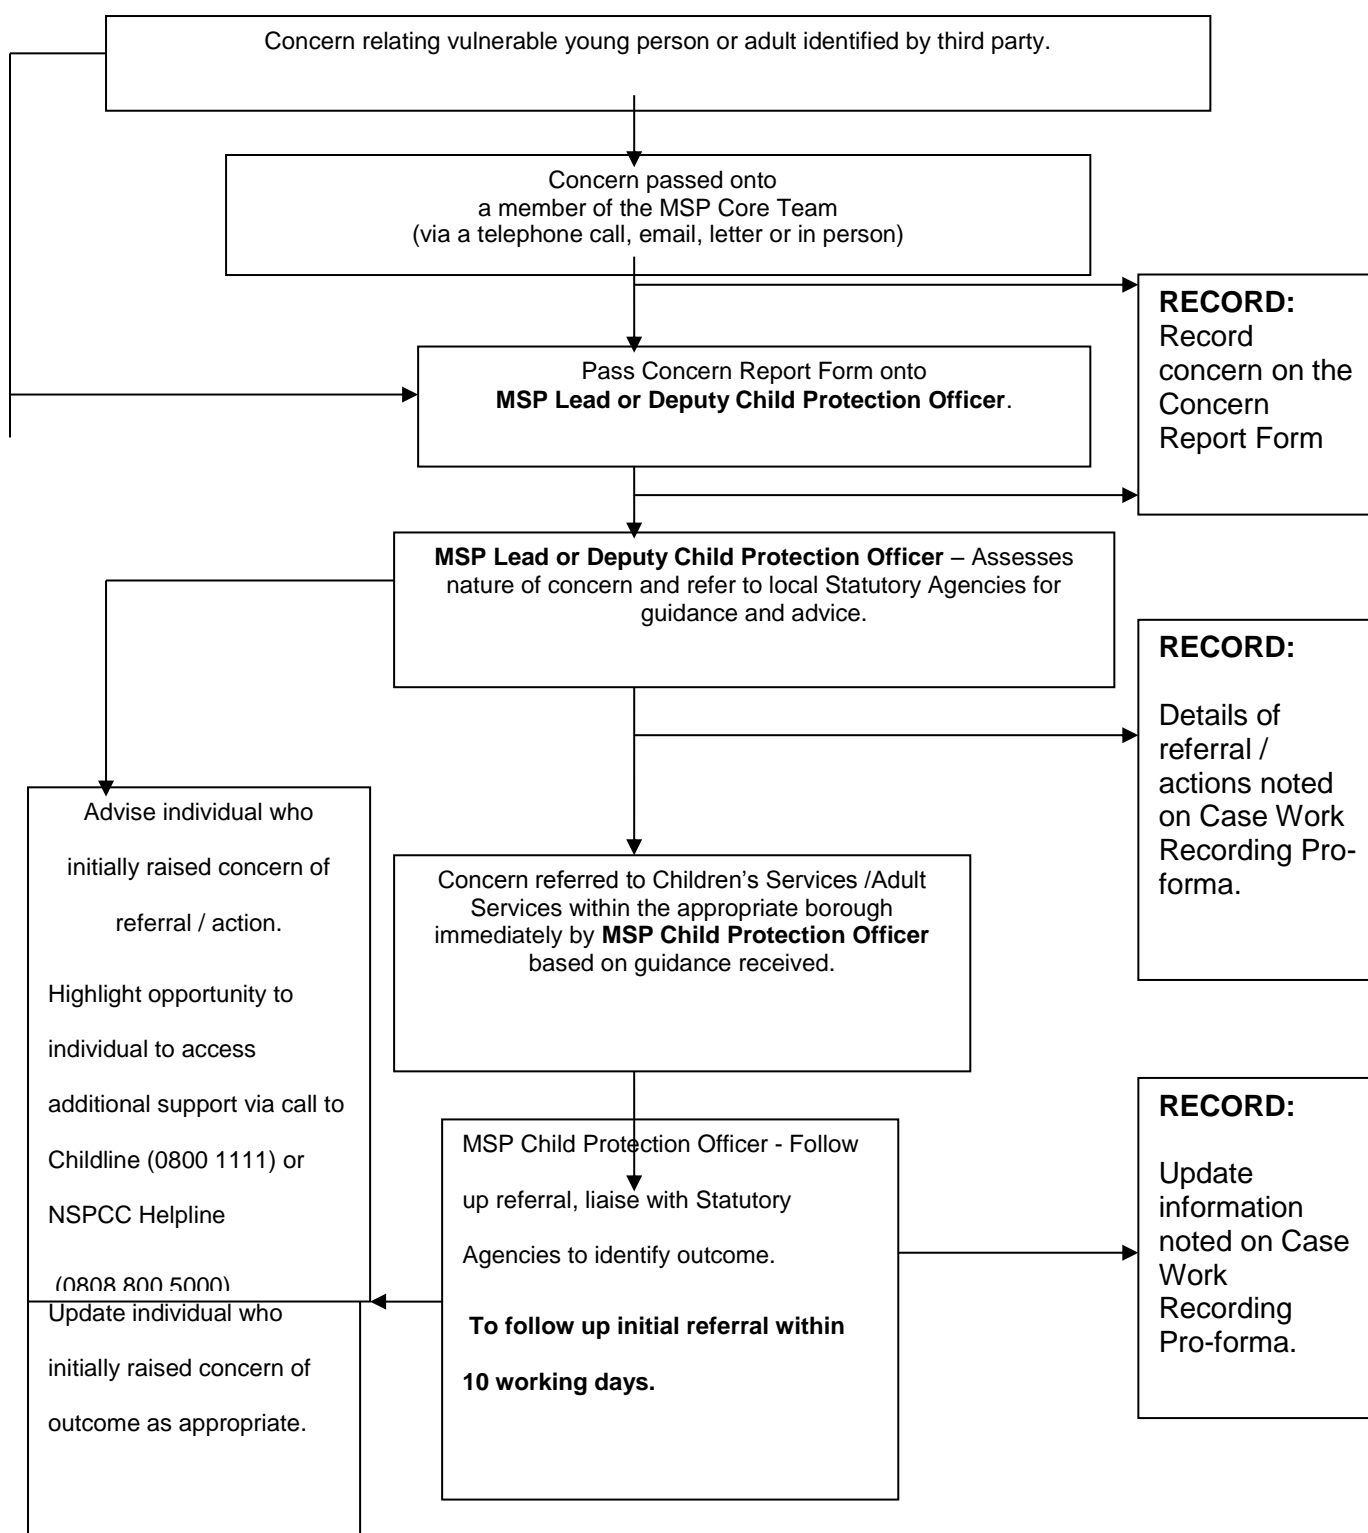 Concern relating vulnerable young person or adult identified by third party.
Concern passed onto
a member of the MSP Core Team
(via a telephone call, email, letter or in person)
RECORD:
Record
concern on the
Concern
Report Form
Pass Concern Report Form onto
MSP Lead or Deputy Child Protection Officer.
MSP Lead or Deputy Child Protection Officer – Assesses
nature of concern and refer to local Statutory Agencies for
guidance and advice.
RECORD:
Details of
referral /
actions noted
on Case Work
Recording Pro-
forma.
Advise individual who
initially raised concern of
referral / action.
Highlight opportunity to
individual to access
additional support via call to
Childline (0800 1111) or
NSPCC Helpline
(0808 800 5000)
Concern referred to Children’s Services /Adult
Services within the appropriate borough
immediately by MSP Child Protection Officer
based on guidance received.
MSP Child Protection Officer - Follow
up referral, liaise with Statutory
Agencies to identify outcome.
To follow up initial referral within
10 working days.
RECORD:
Update
information
noted on Case
Work
Recording
Pro-forma.
Update individual who
initially raised concern of
outcome as appropriate.